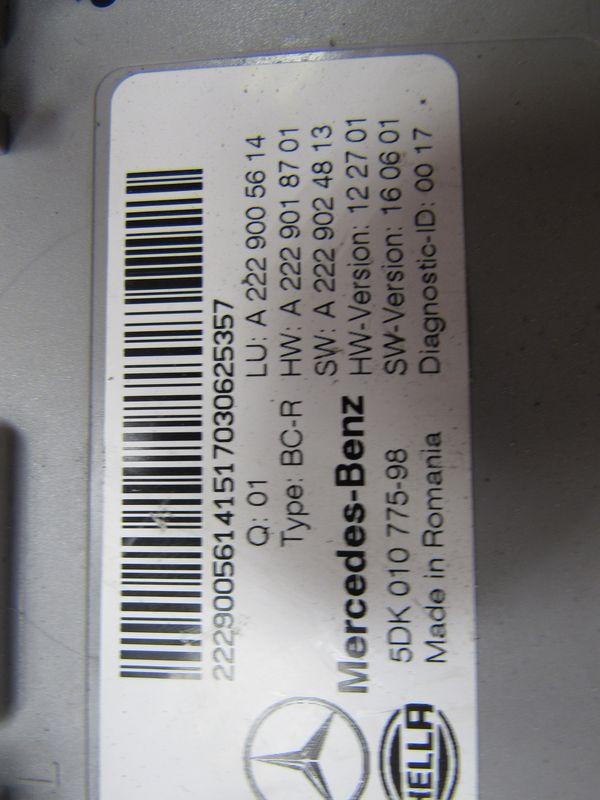 22290056141517030625357
Q: 01
LU: A 222 900 56 14
Type: BC-R
HW: A 222 901 87 01
SW: A 222 902 48 13
Mercedes-Benz
HW-Version: 12 27 01
5DK 010 775-98
SW-Version: 16 06 01
Made in Romania
Diagnostic-ID: 00 17
HELLA